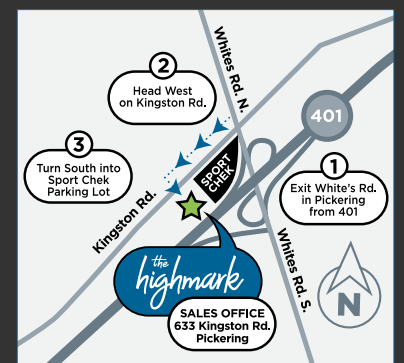 Whites Rd. N.
2
Head West
on Kingston Rd.
401
3
Turn South into
Sport Chek
Parking Lot
SPORT
CHEK
1
Exit White's Rd.
in Pickering
from 401
Kingston Rd.
Whites Rd. S.
the
highmark
SALES OFFICE
633 Kingston Rd.
Pickering
N